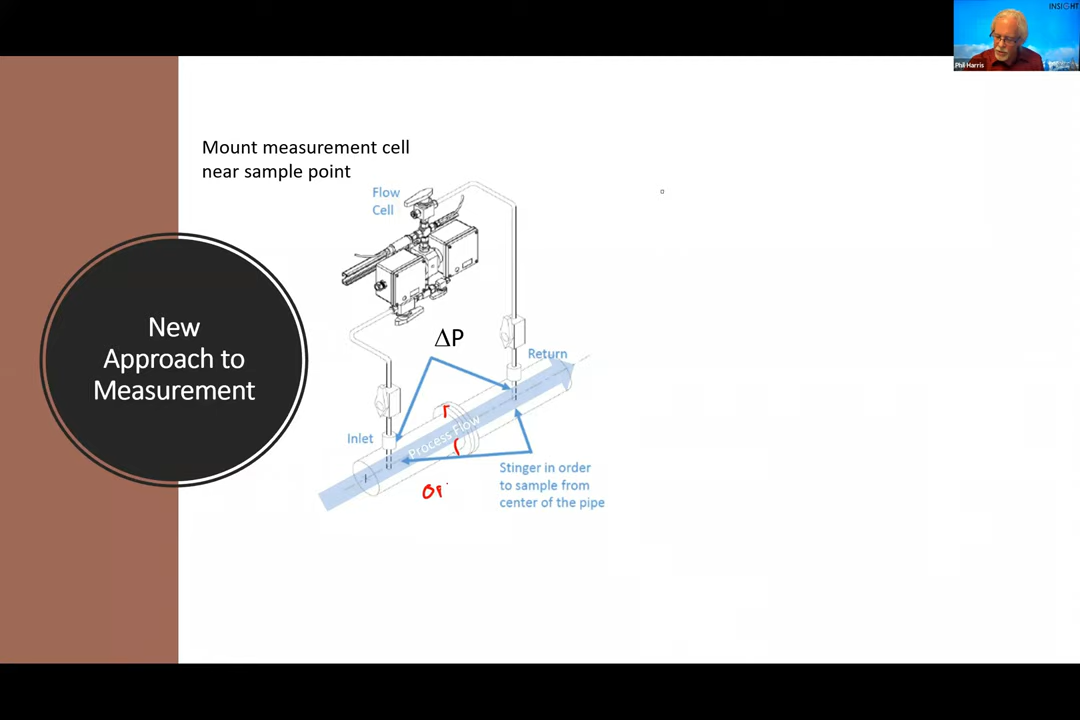 INSIGHT
Phil Harris
Mount measurement cell
near sample point
Flow
Cell
New
Approach to
Measurement
ΔP
Return
Inlet
Process Flow
Stinger in order
to sample from
center of the pipe